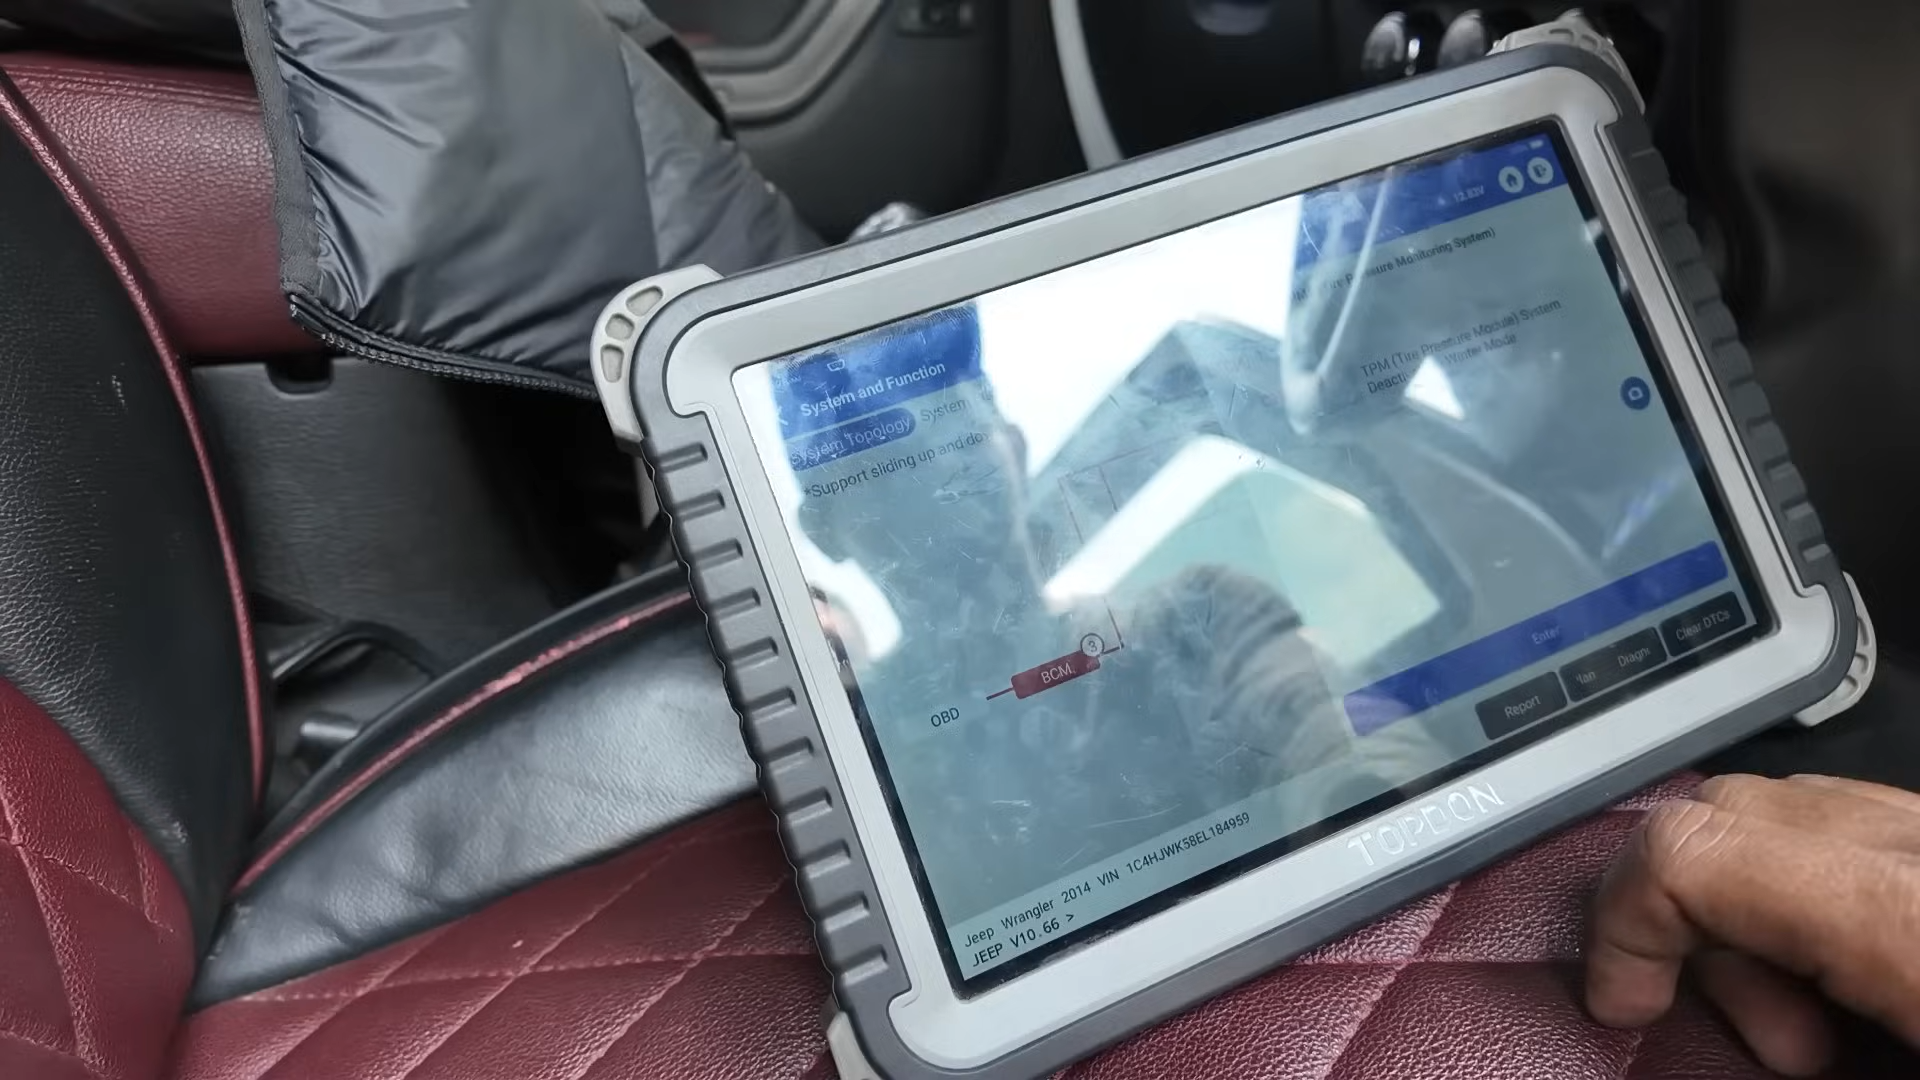 12.83V
System and Function
System Topology
System
Tire Pressure Monitoring System)
*Support sliding up and do
TPM (Tire Pressure Module) System
Winter Mode
3
BCM
OBD
Enter
Report
Clear DTCs
Jeep Wrangler 2014 VIN 1C4HJWK58EL184959
JEEP V10.66 >
TOPDON